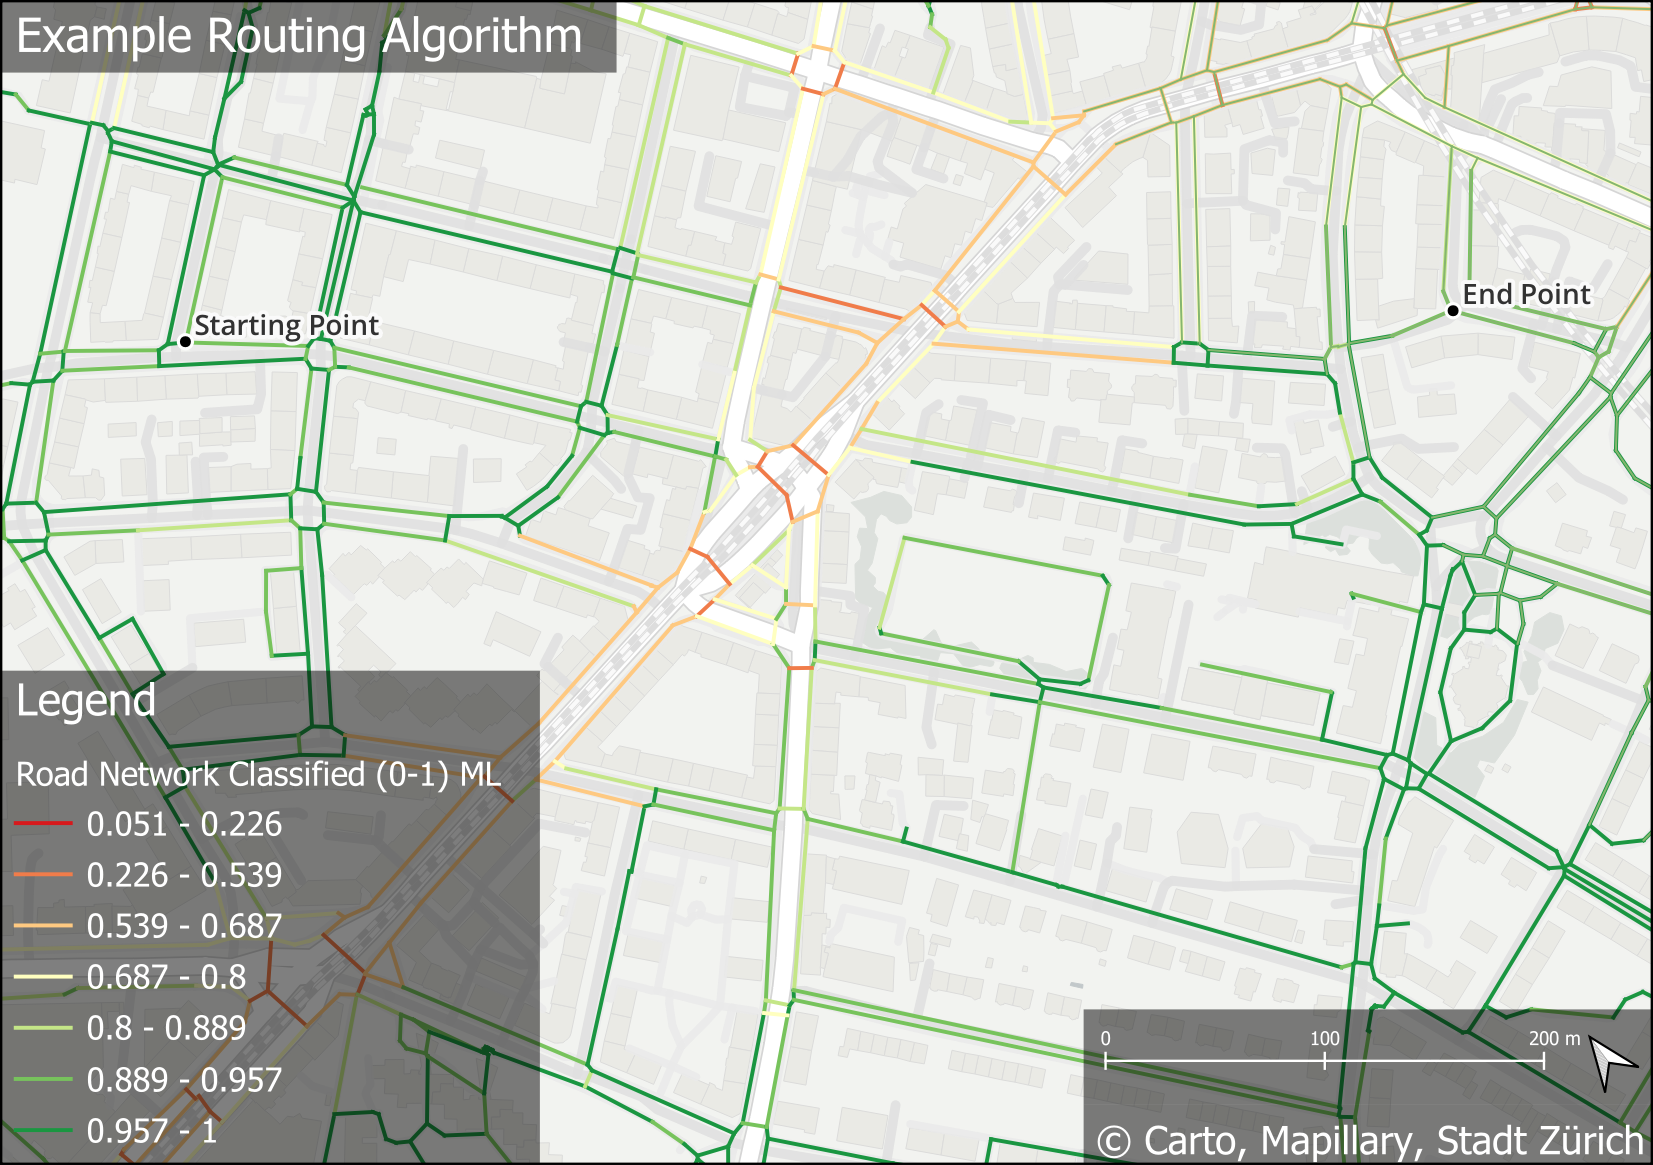 Example Routing Algorithm
Starting Point
End Point
Legend
Road Network Classified (0-1) ML
0.051 - 0.226
0.226 - 0.539
0.539 - 0.687
0.687 - 0.8
0.8 - 0.889
0.889 - 0.957
0.957 - 1
0 100 200 m
© Carto, Mapillary, Stadt Zürich